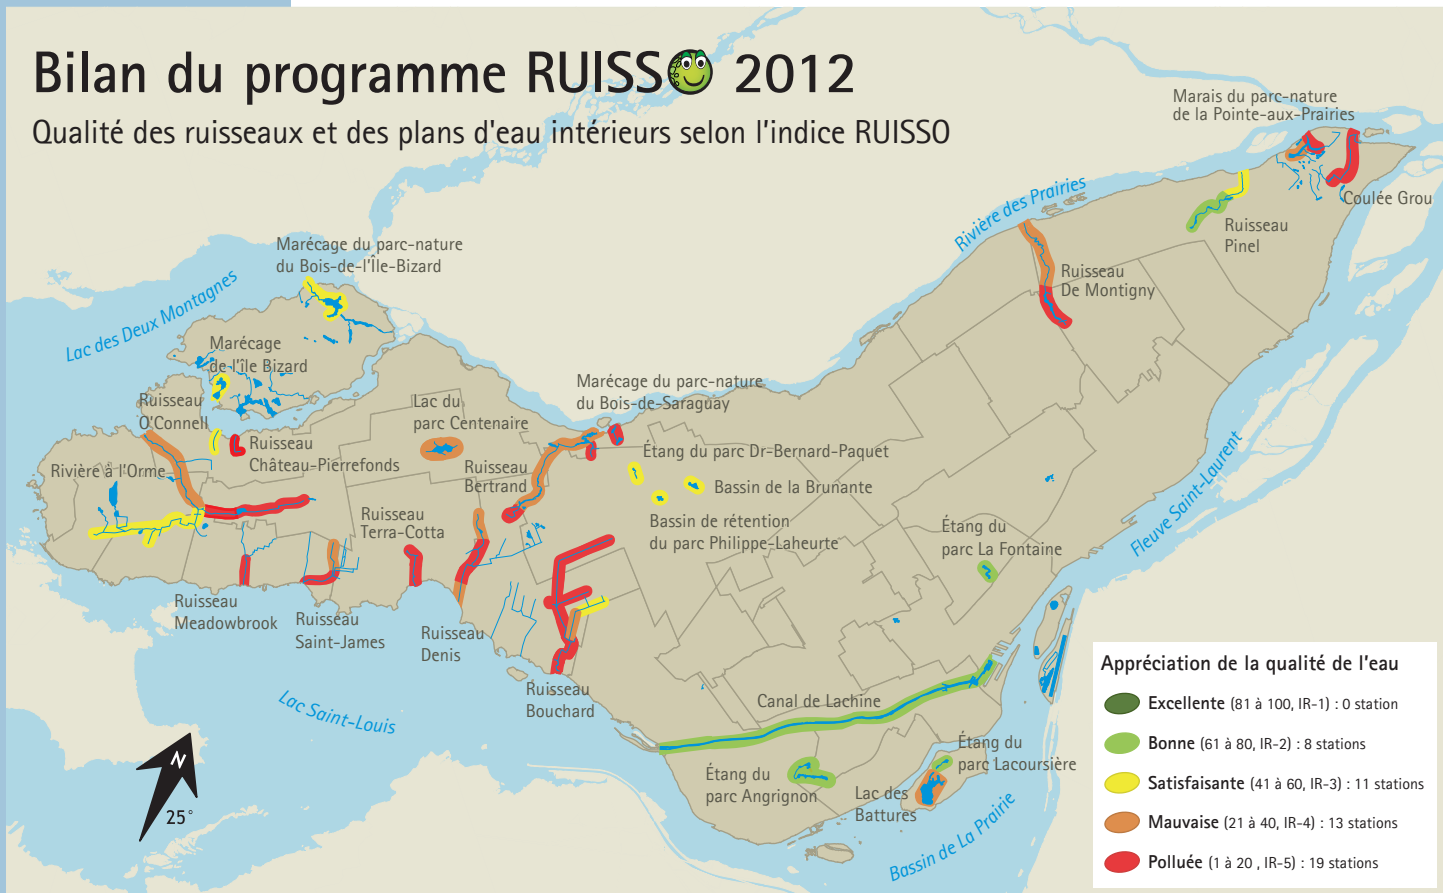 Bilan du programme RUISSO 2012
Qualité des ruisseaux et des plans d'eau intérieurs selon l'indice RUISSO
Marais du parc-nature
de la Pointe-aux-Prairies
Coulée Grou
Rivière des Prairies
Ruisseau
Pinel
Marécage du parc-nature
du Bois-de-l'Île-Bizard
Ruisseau
De Montigny
Lac des Deux Montagnes
Marécage
de-l'île Bizard
Marécage du parc-nature
du Bois-de-Saraguay
Ruisseau
O'Connell
Lac du
parc Centenaire
Ruisseau
Château-Pierrefonds
Étang du parc Dr-Bernard-Paquet
Rivière à l'Orme
Ruisseau
Bertrand
Bassin de la Brunante
Fleuve Saint-Laurent
Ruisseau
Terra-Cotta
Bassin de rétention
du parc Philippe-Laheurte
Étang du
parc La Fontaine
Ruisseau
Meadowbrook
Ruisseau
Saint-James
Ruisseau
Denis
Ruisseau
Bouchard
Lac Saint-Louis
Canal de Lachine
Étang du
parc Lacoursière
Étang du
parc Angrignon
Lac des
Battures
Bassin de La Prairie
N
25°
Appréciation de la qualité de l'eau
Excellente (81 à 100, IR-1) : 0 station
Bonne (61 à 80, IR-2) : 8 stations
Satisfaisante (41 à 60, IR-3) : 11 stations
Mauvaise (21 à 40, IR-4) : 13 stations
Polluée (1 à 20 , IR-5) : 19 stations